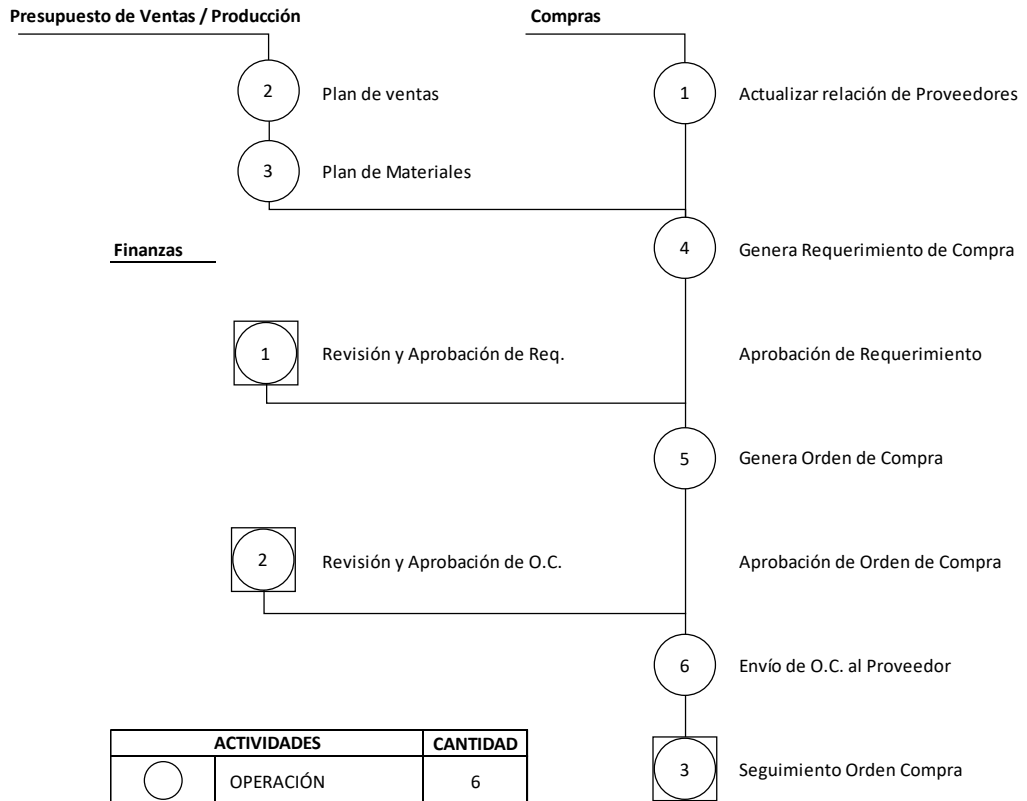 Presupuesto de Ventas / Producción
Compras
2
Plan de ventas
1
Actualizar relación de Proveedores
3
Plan de Materiales
Finanzas
4
Genera Requerimiento de Compra
1
Revisión y Aprobación de Req.
Aprobación de Requerimiento
5
Genera Orden de Compra
2
Revisión y Aprobación de O.C.
Aprobación de Orden de Compra
6
Envío de O.C. al Proveedor
ACTIVIDADES
CANTIDAD
OPERACIÓN
6
3
Seguimiento Orden Compra